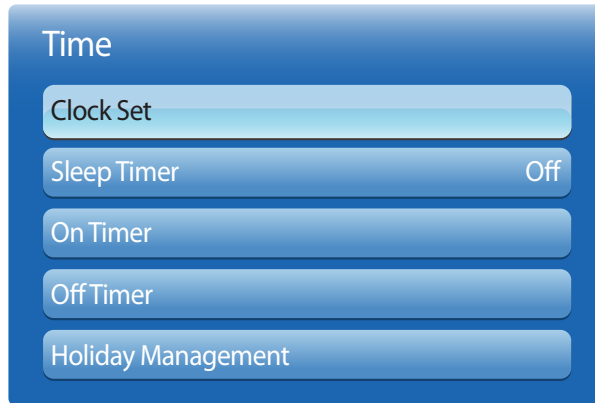 Time
Clock Set
Sleep Timer Off
On Timer
Off Timer
Holiday Management